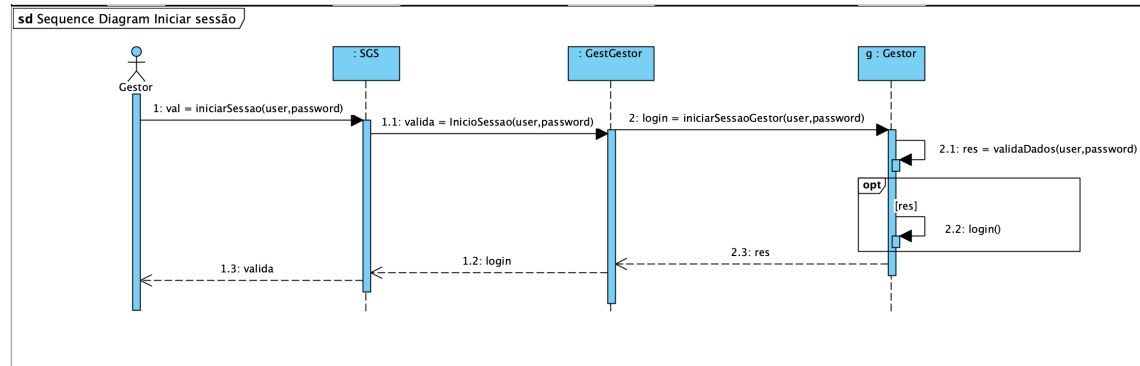 sd Sequence Diagram Iniciar sessão
Gestor
: SGS
: GestGestor
g : Gestor
1: val = iniciarSessao(user,password)
1.1: valida = InicioSessao(user,password)
2: login = iniciarSessaoGestor(user,password)
2.1: res = validaDados(user,password)
opt
[res]
2.2: login()
2.3: res
1.2: login
1.3: valida